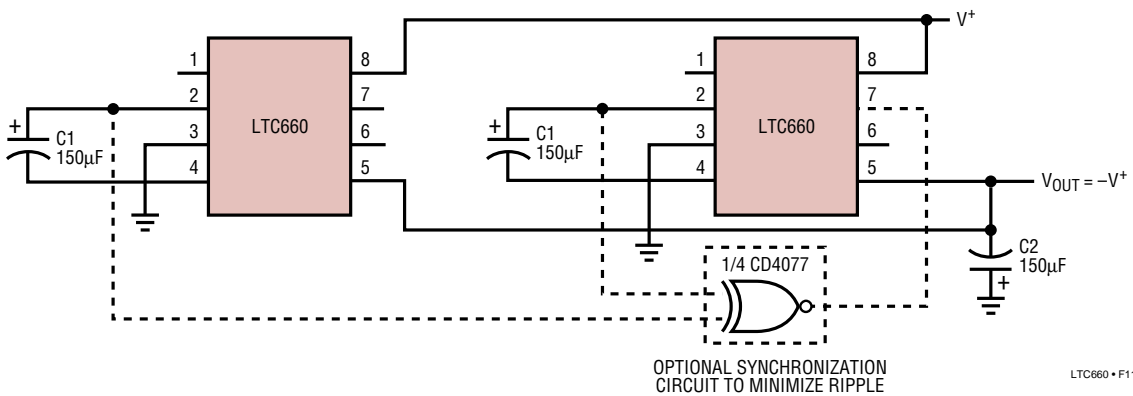 V+
1
2
3
4
LTC660
8
7
6
5
+
C1
150µF
1
2
3
4
LTC660
8
7
6
5
+
C1
150µF
VOUT = –V+
C2
150µF
+
1/4 CD4077
OPTIONAL SYNCHRONIZATION
CIRCUIT TO MINIMIZE RIPPLE
LTC660 • F11